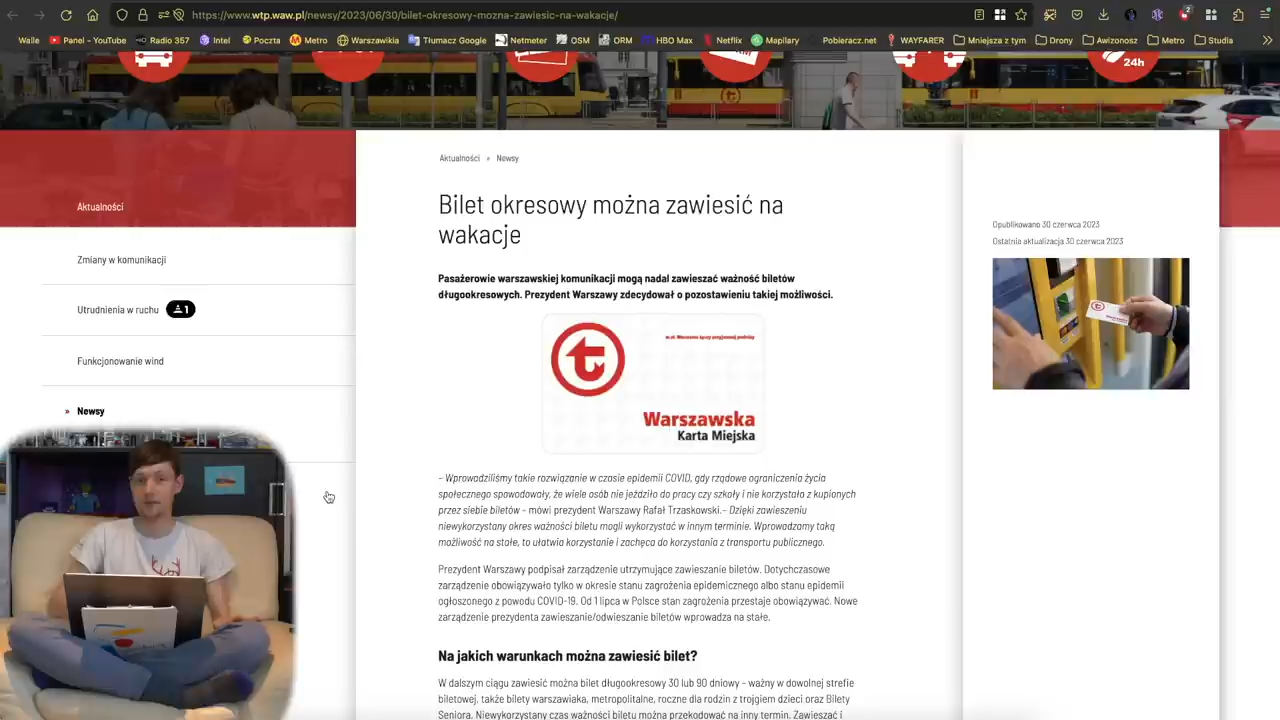 https://www.wtp.waw.pl/newsy/2023/06/30/bilet-okresowy-mozna-zawiesic-na-wakacje/
2
Walle
Panel - YouTube
Radio 357
Intel
Poczta
Metro
Warszawikia
Tłumacz Google
Netmeter
OSM
ORM
HBO Max
Netflix
Mapilary
Pobieracz.net
WAYFARER
Mniejsza z tym
Drony
Awizonosz
Metro
Studia
24h
Aktualności » Newsy
Aktualności
Zmiany w komunikacji
Utrudnienia w ruchu 1
Funkcjonowanie wind
» Newsy
Bilet okresowy można zawiesić na
wakacje
Pasażerowie warszawskiej komunikacji mogą nadal zawieszać ważność biletów
długookresowych. Prezydent Warszawy zdecydował o pozostawieniu takiej możliwości.
Warszawska
Karta Miejska
– Wprowadziliśmy takie rozwiązanie w czasie epidemii COVID, gdy rządowe ograniczenia życia
społecznego spowodowały, że wiele osób nie jeździło do pracy czy szkoły i nie korzystało z kupionych
przez siebie biletów – mówi prezydent Warszawy Rafał Trzaskowski.– Dzięki zawieszeniu
niewykorzystany okres ważności biletu mogli wykorzystać w innym terminie. Wprowadzamy taką
możliwość na stałe, to ułatwia korzystanie i zachęca do korzystania z transportu publicznego.
Prezydent Warszawy podpisał zarządzenie utrzymujące zawieszanie biletów. Dotychczasowe
zarządzenie obowiązywało tylko w okresie stanu zagrożenia epidemicznego albo stanu epidemii
ogłoszonego z powodu COVID-19. Od 1 lipca w Polsce stan zagrożenia przestaje obowiązywać. Nowe
zarządzenie prezydenta zawieszanie/odwieszanie biletów wprowadza na stałe.
Na jakich warunkach można zawiesić bilet?
W dalszym ciągu zawiesić można bilet długookresowy 30 lub 90 dniowy – ważny w dowolnej strefie
biletowej, także bilety warszawiaka, metropolitalne, roczne dla rodzin z trojgiem dzieci oraz Bilety
Seniora. Niewykorzystany czas ważności biletu można przekodować na inny termin. Zawieszać i
Opublikowano 30 czerwca 2023
Ostatnia aktualizacja 30 czerwca 2023